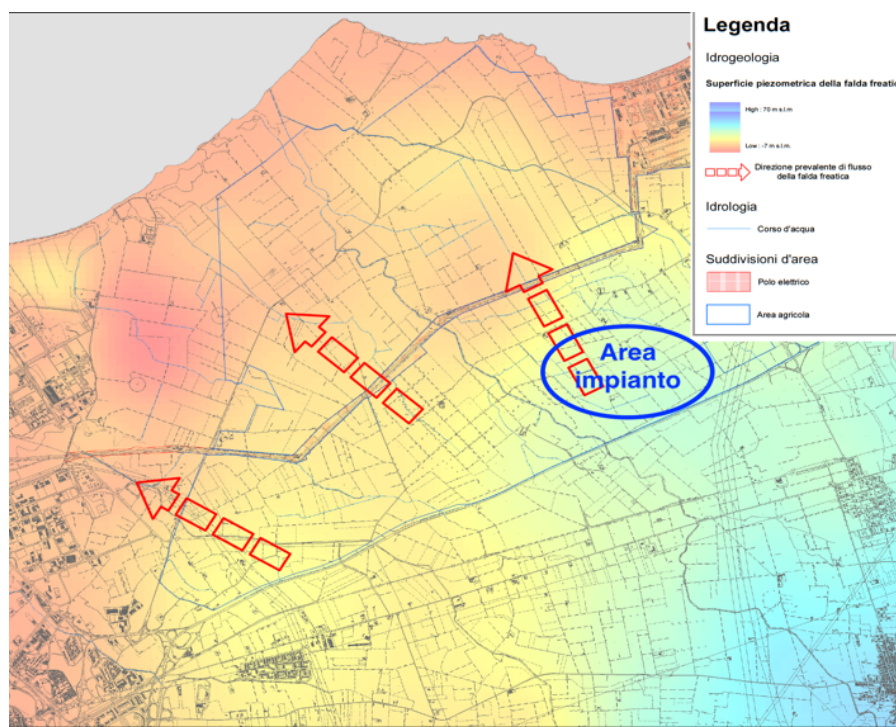 Legenda
Idrogeologia
Superficie piezometrica della falda freatic
High : 70 m s.l.m
Low : -7 m s.l.m.
Direzione prevalente di flusso
della falda freatica
Idrologia
Corso d'acqua
Suddivisioni d'area
Polo elettrico
Area agricola
Area
impianto